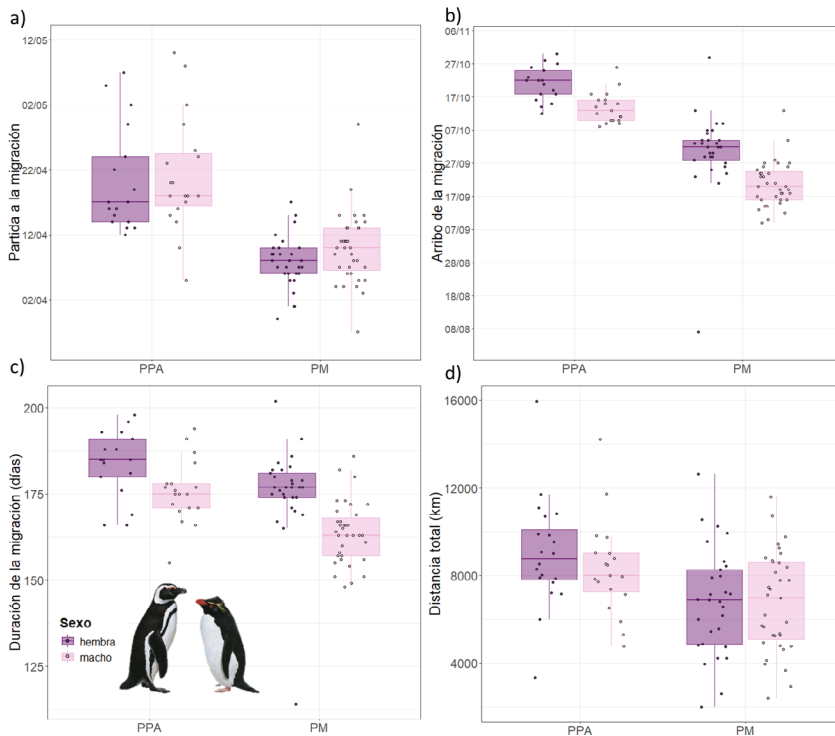 a)
Partida a la migración
12/05
02/05
22/04
12/04
02/04
PPA
PM
b)
Arribo de la migración
06/11
27/10
17/10
07/10
27/09
17/09
07/09
28/08
18/08
08/08
PPA
PM
c)
Duración de la migración (días)
200
175
150
125
Sexo
hembra
macho
PPA
PM
d)
Distancia total (km)
16000
12000
8000
4000
PPA
PM